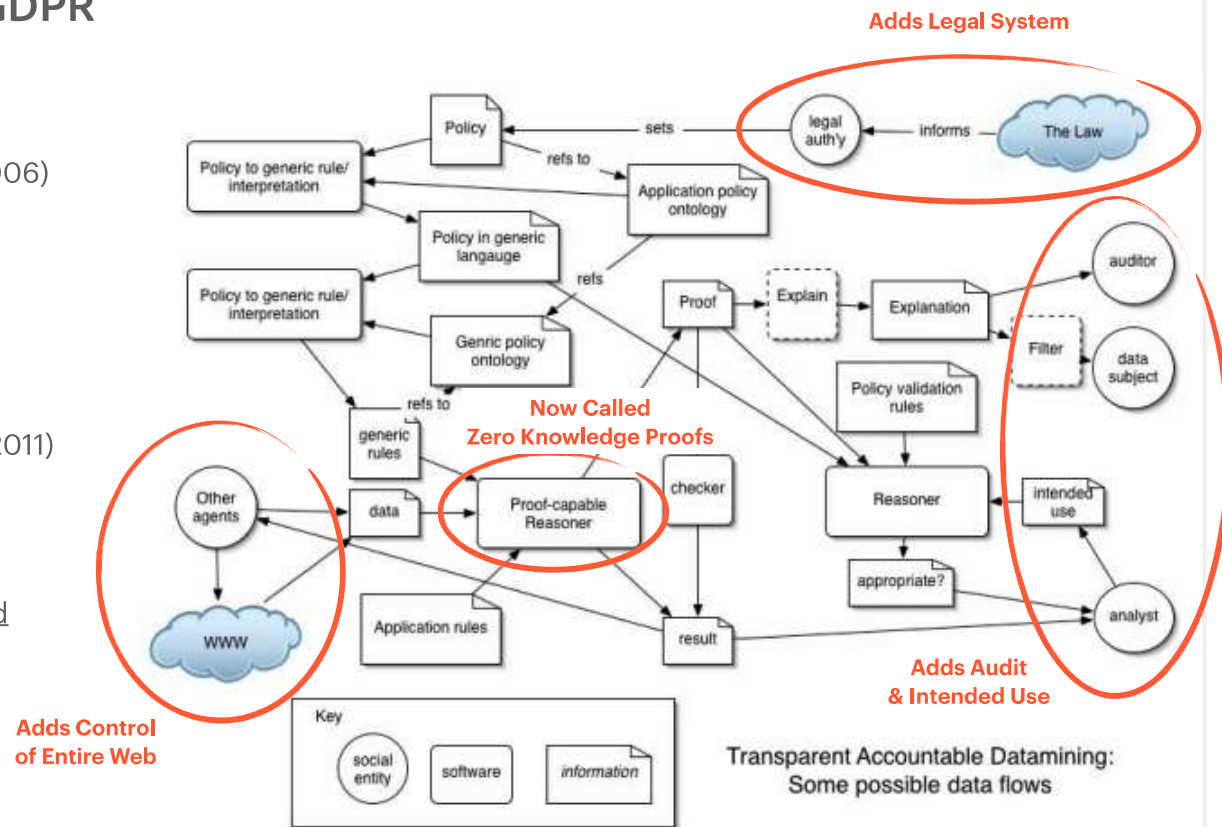 GDPR
Adds Legal System
Policy
sets
legal
auth'y
informs
The Law
06)
Policy to generic rule/
interpretation
refs to
Application policy
ontology
Policy in generic
langauge
auditor
refs
Policy to generic rule/
interpretation
Proof
Explain
Explanation
Genric policy
ontology
Filter
data
subject
Policy validation
rules
refs to
Now Called
Zero Knowledge Proofs
generic
rules
2011)
Other
agents
data
Proof-capable
Reasoner
checker
Reasoner
intended
use
appropriate?
WWW
Application rules
result
analyst
d
Adds Audit
& Intended Use
Adds Control
of Entire Web
Key
social
entity
software
information
Transparent Accountable Datamining:
Some possible data flows